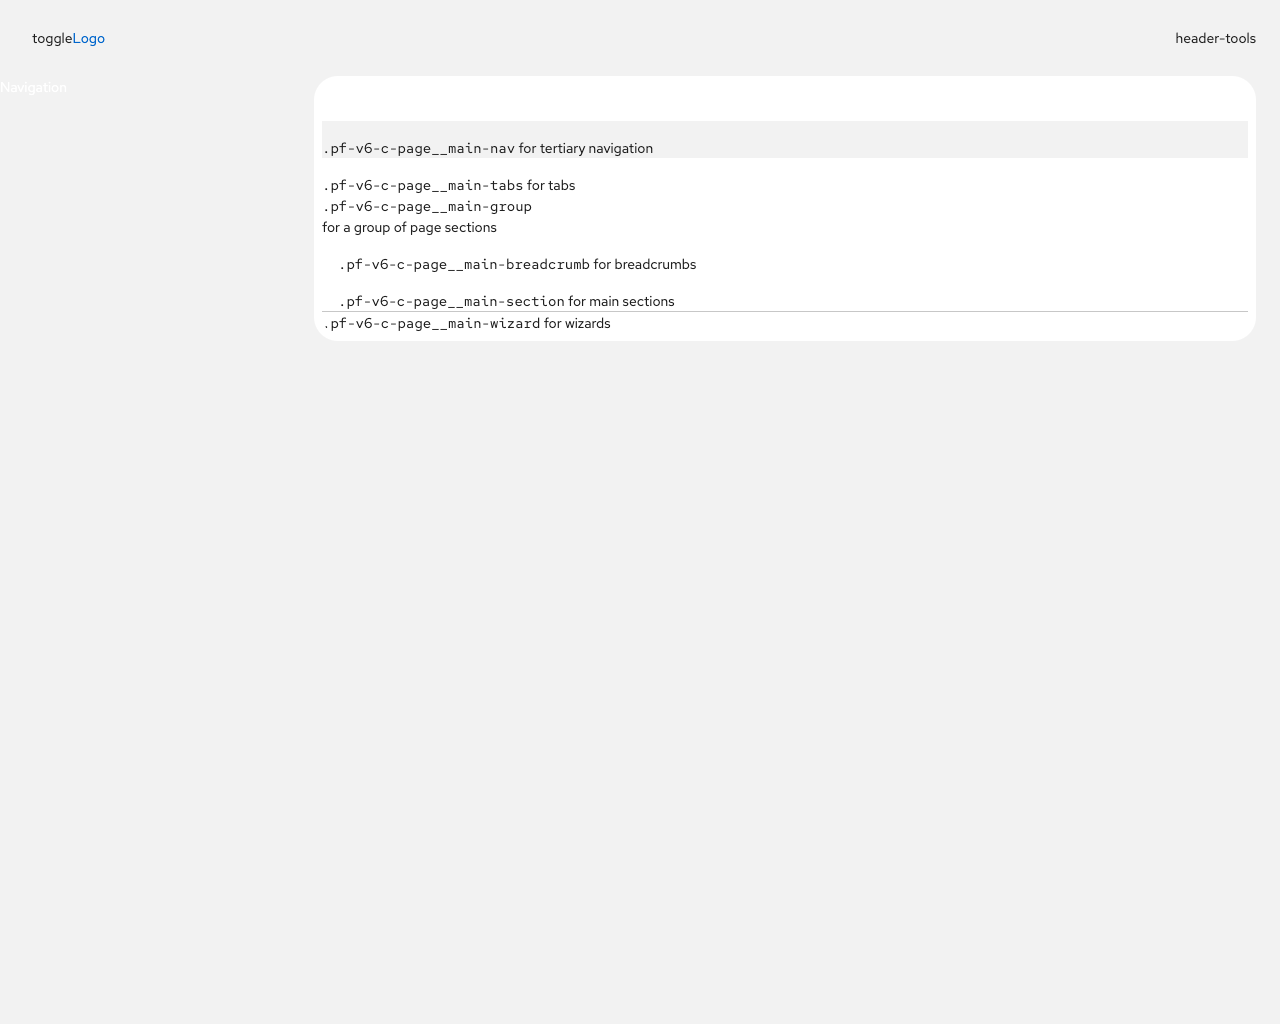 toggleLogo
header-tools
Navigation
.pf-v6-c-page__main-nav for tertiary navigation
.pf-v6-c-page__main-tabs for tabs
.pf-v6-c-page__main-group
for a group of page sections
.pf-v6-c-page__main-breadcrumb for breadcrumbs
.pf-v6-c-page__main-section for main sections
.pf-v6-c-page__main-wizard for wizards